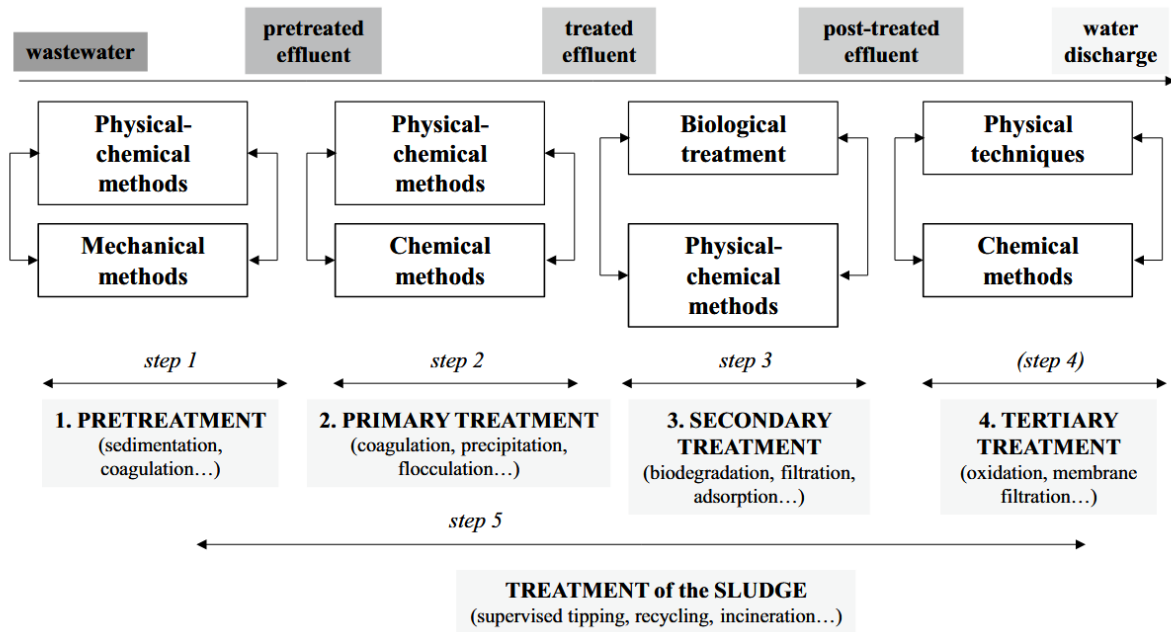 wastewater
pretreated
effluent
treated
effluent
post-treated
effluent
water
discharge
Physical-
chemical
methods
Mechanical
methods
Physical-
chemical
methods
Chemical
methods
Biological
treatment
Physical-
chemical
methods
Physical
techniques
Chemical
methods
step 1
step 2
step 3
(step 4)
1. PRETREATMENT
(sedimentation,
coagulation…)
2. PRIMARY TREATMENT
(coagulation, precipitation,
flocculation…)
3. SECONDARY
TREATMENT
(biodegradation, filtration,
adsorption…)
4. TERTIARY
TREATMENT
(oxidation, membrane
filtration…)
step 5
TREATMENT of the SLUDGE
(supervised tipping, recycling, incineration…)